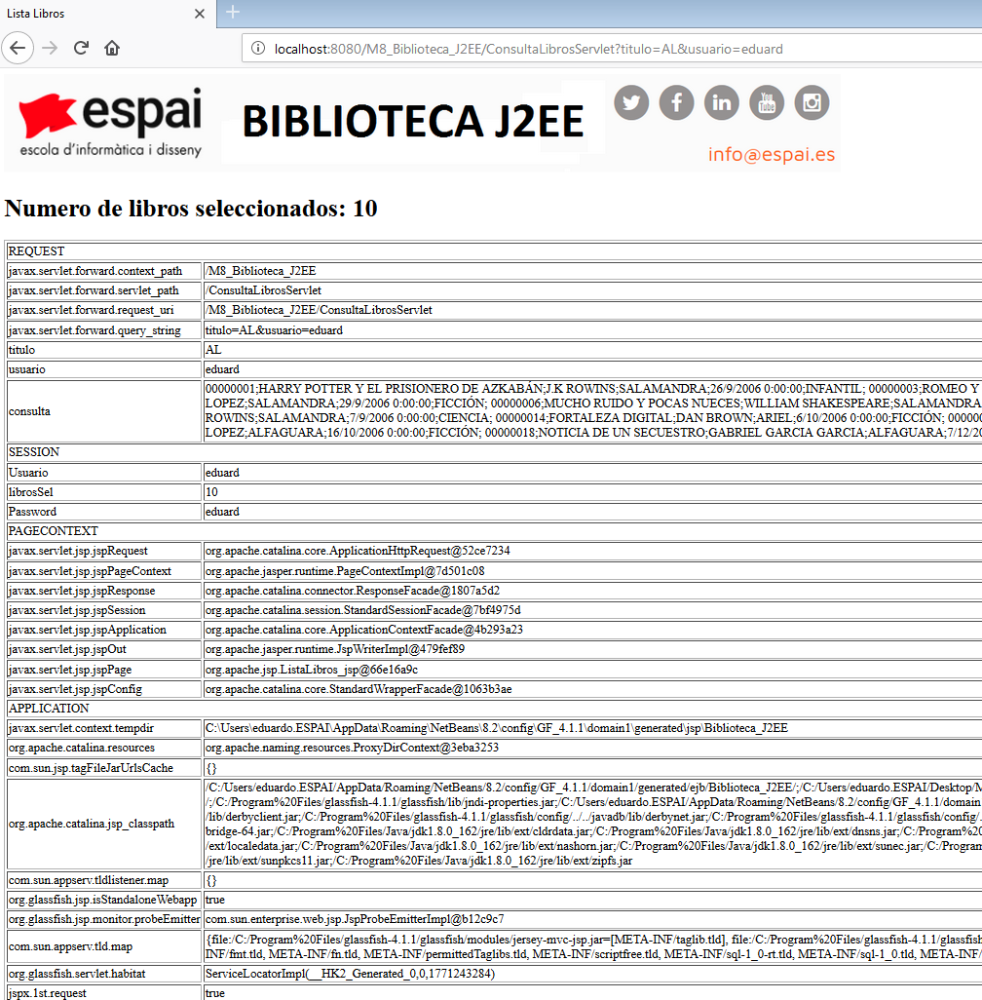 Lista Libros
localhost:8080/M8_Biblioteca_J2EE/ConsultaLibrosServlet?titulo=AL&usuario=eduard
espai
escola d'informàtica i disseny
BIBLIOTECA J2EE
You Tube
info@espai.es
Numero de libros seleccionados: 10
REQUEST
javax.servlet.forward.context_path /M8_Biblioteca_J2EE
javax.servlet.forward.servlet_path /ConsultaLibrosServlet
javax.servlet.forward.request_uri /M8_Biblioteca_J2EE/ConsultaLibrosServlet
javax.servlet.forward.query_string titulo=AL&usuario=eduard
titulo AL
usuario eduard
consulta
00000001;HARRY POTTER Y EL PRISIONERO DE AZKABÁN;J.K ROWINS;SALAMANDRA;26/9/2006 0:00:00;INFANTIL; 00000003;ROMEO Y
LOPEZ;SALAMANDRA;29/9/2006 0:00:00;FICCIÓN; 00000006;MUCHO RUIDO Y POCAS NUECES;WILLIAM SHAKESPEARE;SALAMANDRA
ROWINS;SALAMANDRA;7/9/2006 0:00:00;CIENCIA; 00000014;FORTALEZA DIGITAL;DAN BROWN;ARIEL;6/10/2006 0:00:00;FICCIÓN; 00000
LOPEZ;ALFAGUARA;16/10/2006 0:00:00;FICCIÓN; 00000018;NOTICIA DE UN SECUESTRO;GABRIEL GARCIA GARCIA;ALFAGUARA;7/12/20
SESSION
Usuario eduard
librosSel 10
Password eduard
PAGECONTEXT
javax.servlet.jsp.jspRequest org.apache.catalina.core.ApplicationHttpRequest@52ce7234
javax.servlet.jsp.jspPageContext org.apache.jasper.runtime.PageContextImpl@7d501c08
javax.servlet.jsp.jspResponse org.apache.catalina.connector.ResponseFacade@1807a5d2
javax.servlet.jsp.jspSession org.apache.catalina.session.StandardSessionFacade@7bf4975d
javax.servlet.jsp.jspApplication org.apache.catalina.core.ApplicationContextFacade@4b293a23
javax.servlet.jsp.jspOut org.apache.jasper.runtime.JspWriterImpl@479fef89
javax.servlet.jsp.jspPage org.apache.jsp.ListaLibros_jsp@66e16a9c
javax.servlet.jsp.jspConfig org.apache.catalina.core.StandardWrapperFacade@1063b3ae
APPLICATION
javax.servlet.context.tempdir C:\Users\eduardo.ESPAI\AppData\Roaming\NetBeans\8.2\config\GF_4.1.1\domain1\generated\jsp\Biblioteca_J2EE
org.apache.catalina.resources org.apache.naming.resources.ProxyDirContext@3eba3253
com.sun.jsp.tagFileJarUrlsCache {}
org.apache.catalina.jsp_classpath
/C:/Users/eduardo.ESPAI/AppData/Roaming/NetBeans/8.2/config/GF_4.1.1/domain1/generated/ejb/Biblioteca_J2EE/;/C:/Users/eduardo.ESPAI/Desktop/M
/;/C:/Program%20Files/glassfish-4.1.1/glassfish/lib/jndi-properties.jar;/C:/Users/eduardo.ESPAI/AppData/Roaming/NetBeans/8.2/config/GF_4.1.1/domain
/lib/derbyclient.jar;/C:/Program%20Files/glassfish-4.1.1/glassfish/config/../../javadb/lib/derbynet.jar;/C:/Program%20Files/glassfish-4.1.1/glassfish/config/.
bridge-64.jar;/C:/Program%20Files/Java/jdk1.8.0_162/jre/lib/ext/cldrdata.jar;/C:/Program%20Files/Java/jdk1.8.0_162/jre/lib/ext/dnsns.jar;/C:/Program%20F
/ext/localedata.jar;/C:/Program%20Files/Java/jdk1.8.0_162/jre/lib/ext/nashorn.jar;/C:/Program%20Files/Java/jdk1.8.0_162/jre/lib/ext/sunec.jar;/C:/Program
/jre/lib/ext/sunpkcs11.jar;/C:/Program%20Files/Java/jdk1.8.0_162/jre/lib/ext/zipfs.jar
com.sun.appserv.tldlistener.map {}
org.glassfish.jsp.isStandaloneWebapp true
org.glassfish.jsp.monitor.probeEmitter com.sun.enterprise.web.jsp.JspProbeEmitterImpl@b12c9c7
com.sun.appserv.tld.map
{file:/C:/Program%20Files/glassfish-4.1.1/glassfish/modules/jersey-mvc-jsp.jar=[META-INF/taglib.tld], file:/C:/Program%20Files/glassfish-4.1.1/glassfish
INF/fmt.tld, META-INF/fn.tld, META-INF/permittedTaglibs.tld, META-INF/scriptfree.tld, META-INF/sql-1_0-rt.tld, META-INF/sql-1_0.tld, META-INF/
org.glassfish.servlet.habitat ServiceLocatorImpl(__HK2_Generated_0,0,1771243284)
jspx.1st.request true